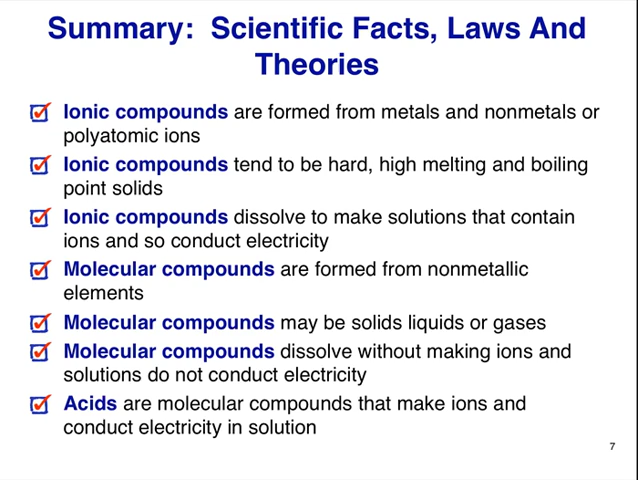 Summary: Scientific Facts, Laws And
Theories
Ionic compounds are formed from metals and nonmetals or
polyatomic ions
Ionic compounds tend to be hard, high melting and boiling
point solids
Ionic compounds dissolve to make solutions that contain
ions and so conduct electricity
Molecular compounds are formed from nonmetallic
elements
Molecular compounds may be solids liquids or gases
Molecular compounds dissolve without making ions and
solutions do not conduct electricity
Acids are molecular compounds that make ions and
conduct electricity in solution
7